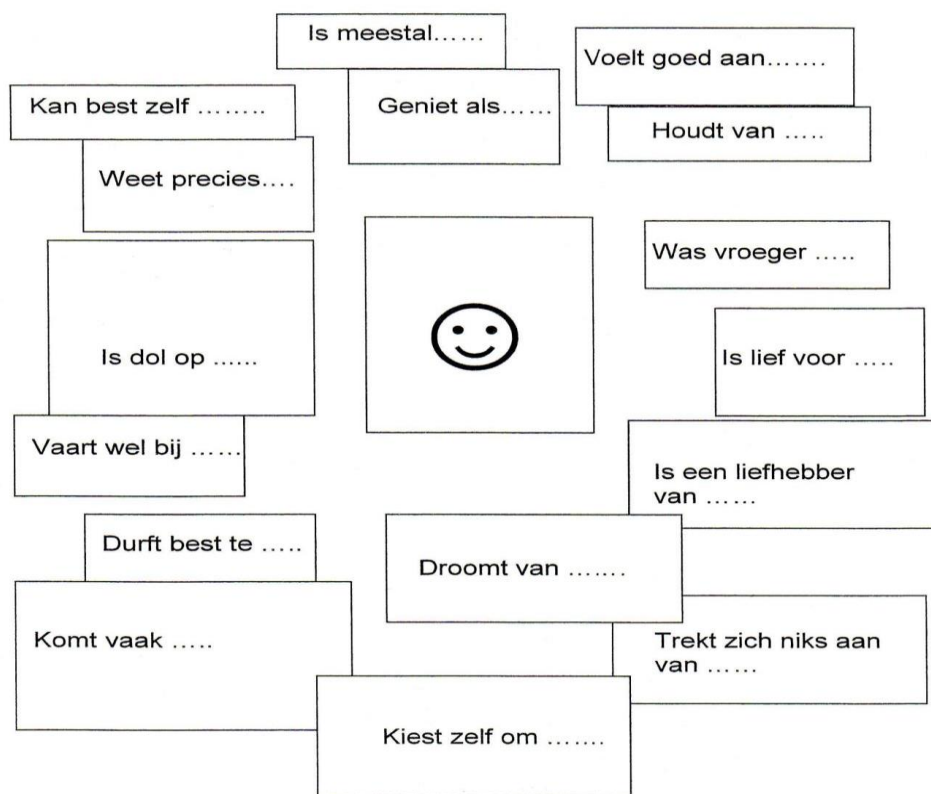 Is meestal……
Voelt goed aan…….
Kan best zelf ……..
Geniet als……
Houdt van …..
Weet precies….
Was vroeger …..
Is dol op ……
Is lief voor …..
Vaart wel bij ……
Is een liefhebber
van ……
Durft best te …..
Droomt van …….
Komt vaak …..
Trekt zich niks aan
van ……
Kiest zelf om …….